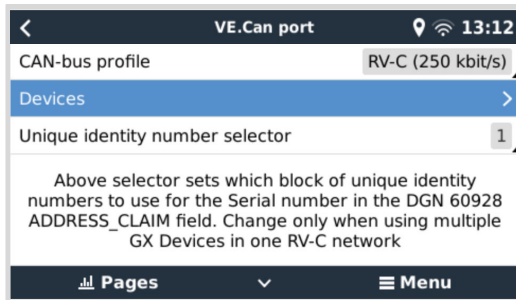 VE.Can port 13:12
CAN-bus profile RV-C (250 kbit/s)
Devices
Unique identity number selector 1
Above selector sets which block of unique identity
numbers to use for the Serial number in the DGN 60928
ADDRESS_CLAIM field. Change only when using multiple
GX Devices in one RV-C network
Pages Menu